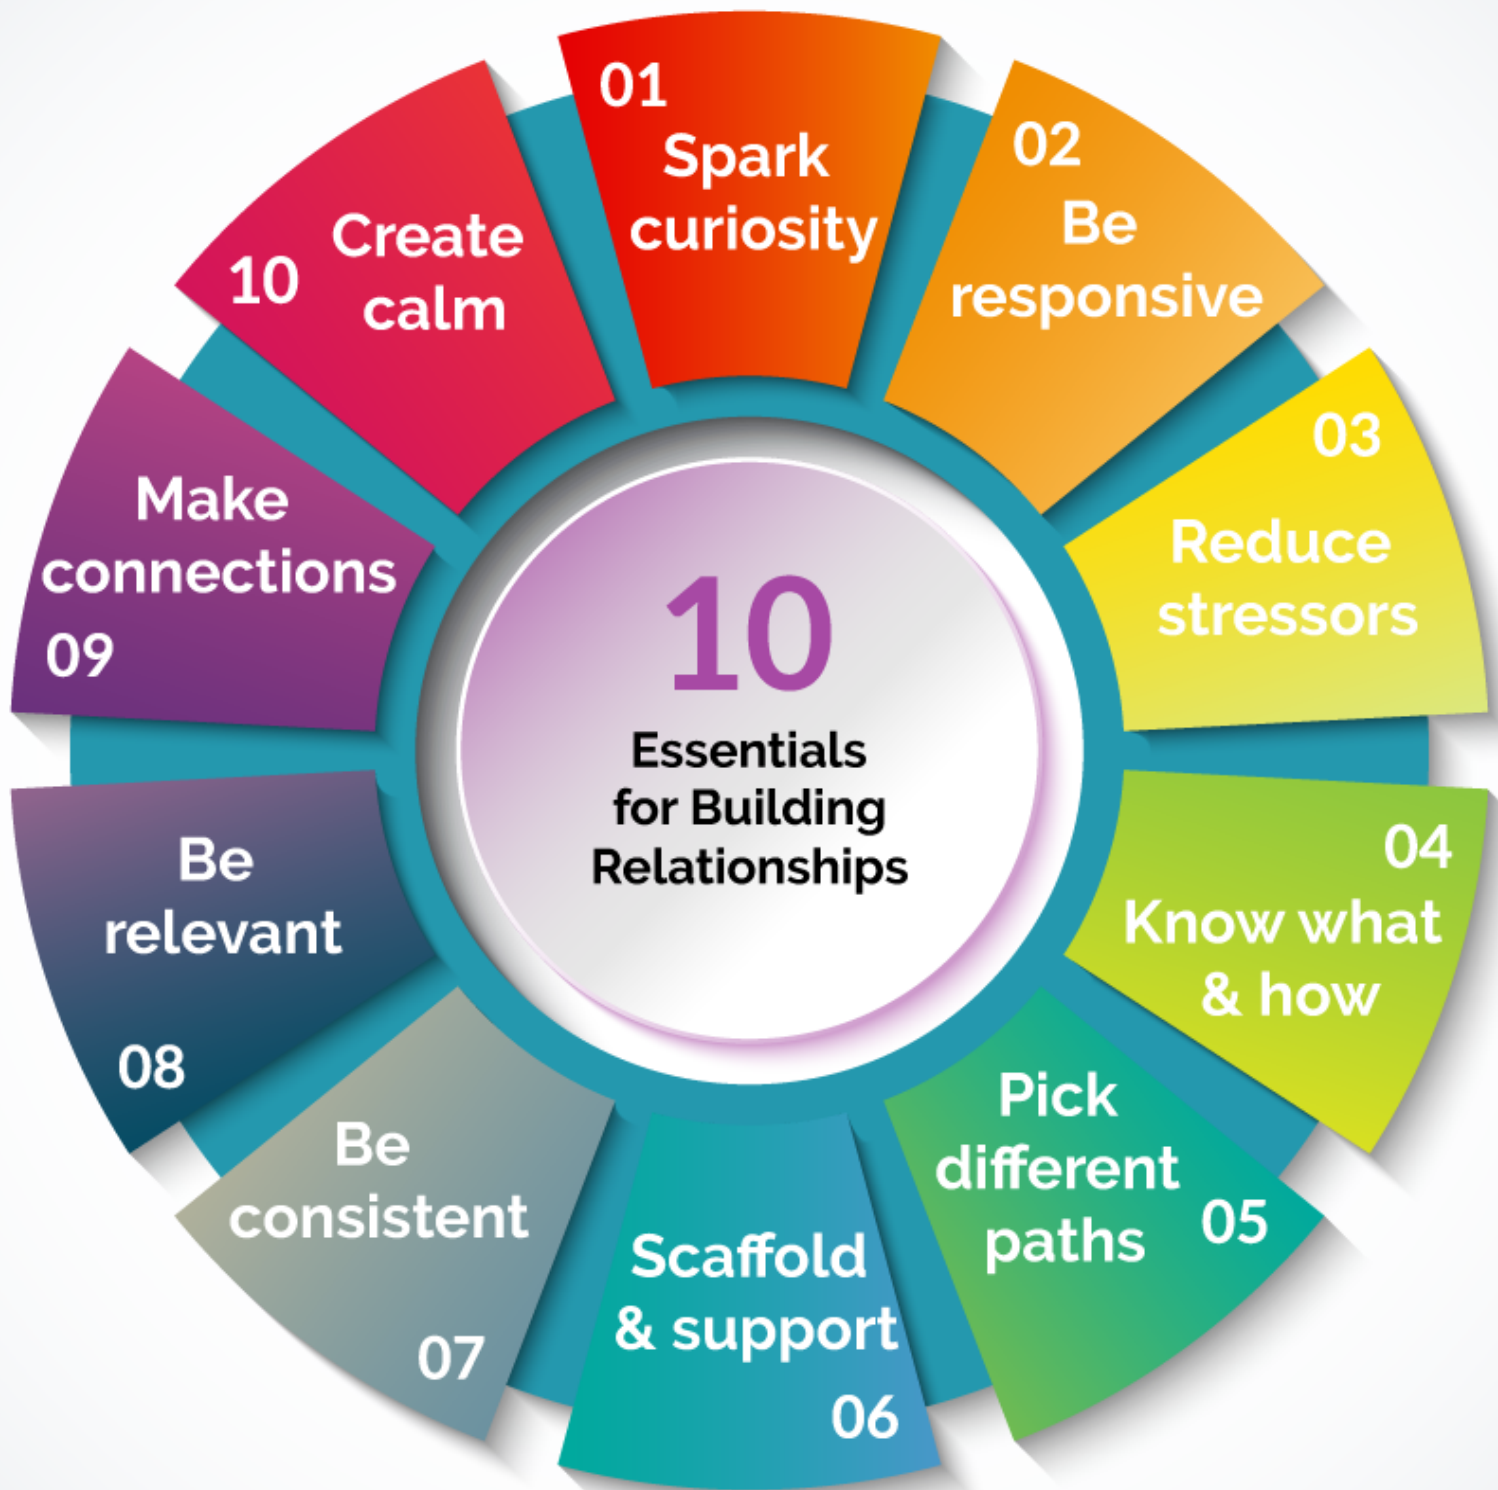 10
Essentials
for Building
Relationships
01
Spark
curiosity
02
Be
responsive
03
Reduce
stressors
04
Know what
& how
Pick
different
paths
05
Scaffold
& support
06
Be
consistent
07
Be
relevant
08
Make
connections
09
10
Create
calm